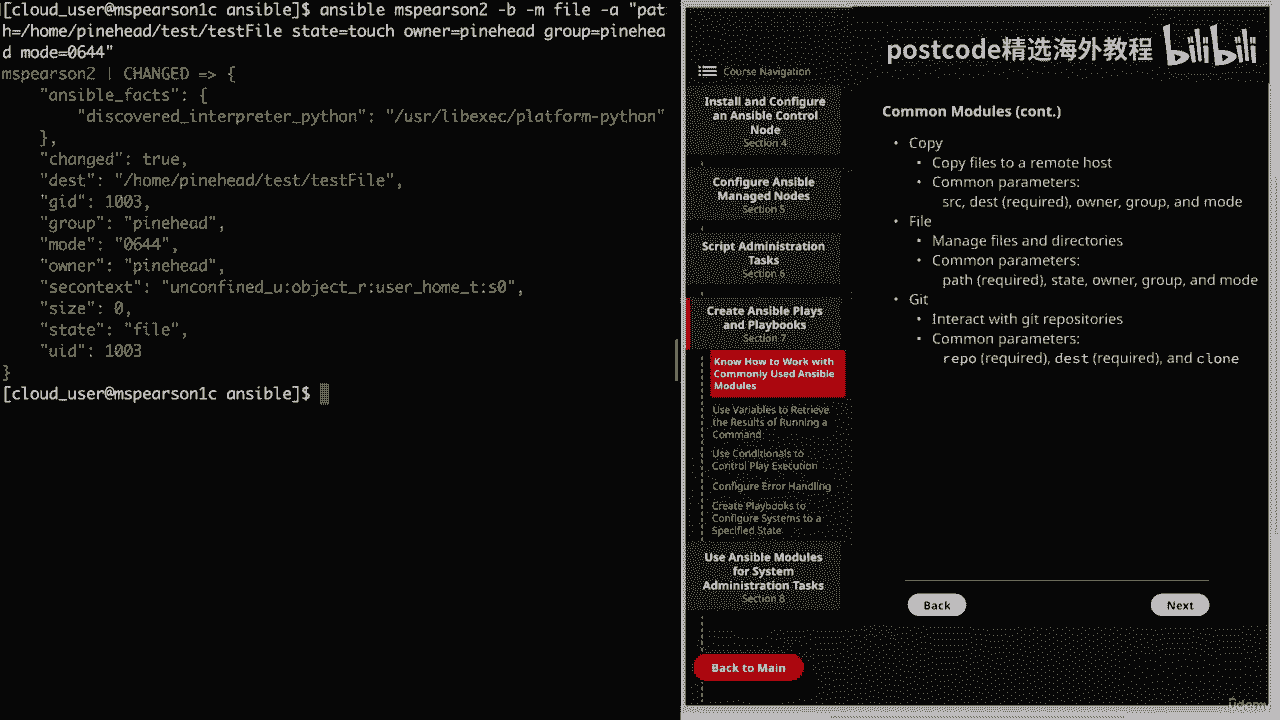 [cloud_user@mspearson1c ansible]$ ansible mspearson2 -b -m file -a "pat
h=/home/pinehead/test/testFile state=touch owner=pinehead group=pinehea
d mode=0644"
mspearson2 | CHANGED => {
"ansible_facts": {
"discovered_interpreter_python": "/usr/libexec/platform-python"
},
"changed": true,
"dest": "/home/pinehead/test/testFile",
"gid": 1003,
"group": "pinehead",
"mode": "0644",
"owner": "pinehead",
"secontext": "unconfined_u:object_r:user_home_t:s0",
"size": 0,
"state": "file",
"uid": 1003
}
[cloud_user@mspearson1c ansible]$
postcode精选海外教程 bilibili
Course Navigation
Install and Configure
an Ansible Control
Node
Section 4
Configure Ansible
Managed Nodes
Section 5
Script Administration
Tasks
Section 6
Create Ansible Plays
and Playbooks
Section 7
Know How to Work with
Commonly Used Ansible
Modules
Use Variables to Retrieve
the Results of Running a
Command
Use Conditionals to
Control Play Execution
Configure Error Handling
Create Playbooks to
Configure Systems to a
Specified State
Use Ansible Modules
for System
Administration Tasks
Section 8
Back to Main
Common Modules (cont.)
• Copy
• Copy files to a remote host
• Common parameters:
src, dest (required), owner, group, and mode
• File
• Manage files and directories
• Common parameters:
path (required), state, owner, group, and mode
• Git
• Interact with git repositories
• Common parameters:
repo (required), dest (required), and clone
Back
Next
udemy